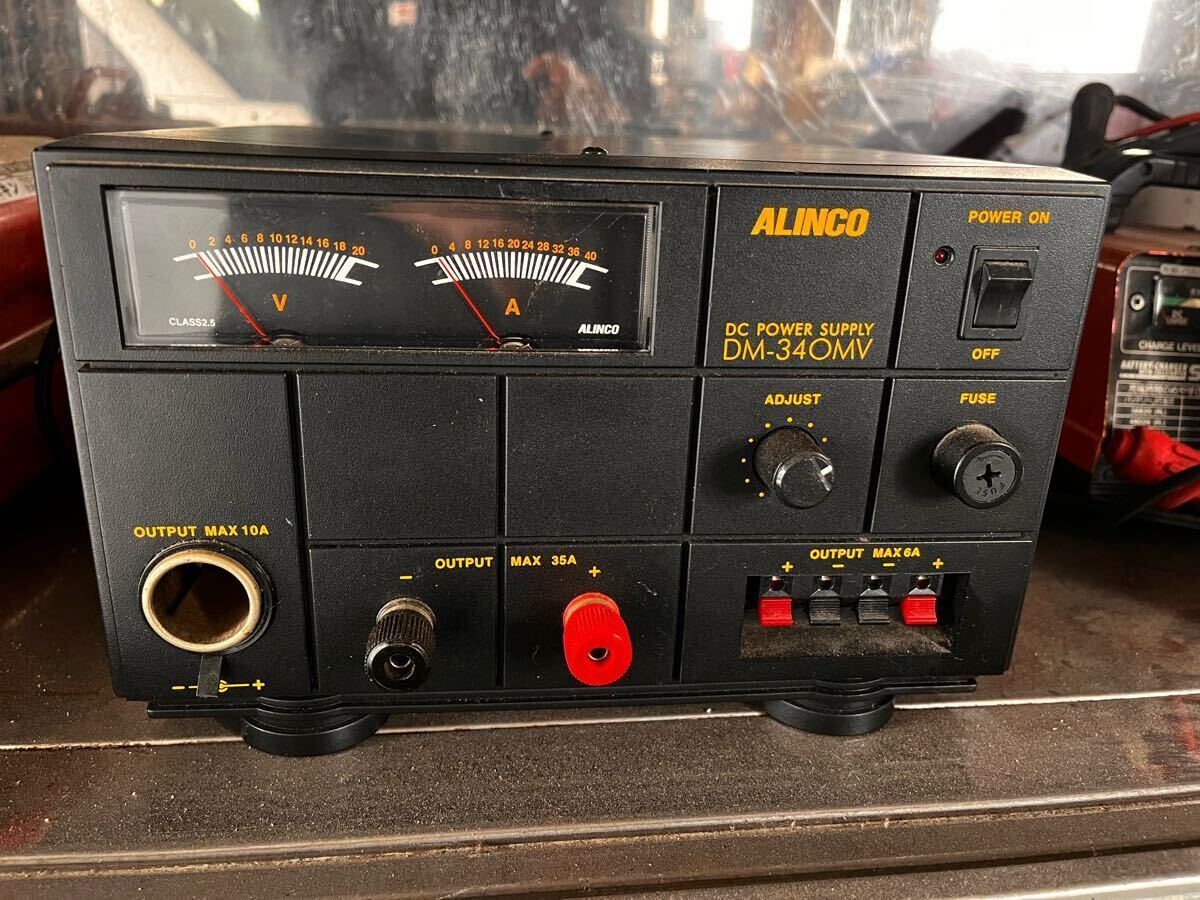 0 2 4 6 8 10 12 14 16 18 20
V
CLASS2.5
0 4 8 12 16 20 24 28 32 36 40
A
ALINCO
ALINCO
DC POWER SUPPLY
DM-340MV
POWER ON
OFF
ADJUST
FUSE
FUSE
OUTPUT MAX 10A
- +
OUTPUT MAX 35A
- +
OUTPUT MAX 6A
+ - - +
CHARGE LEVEL